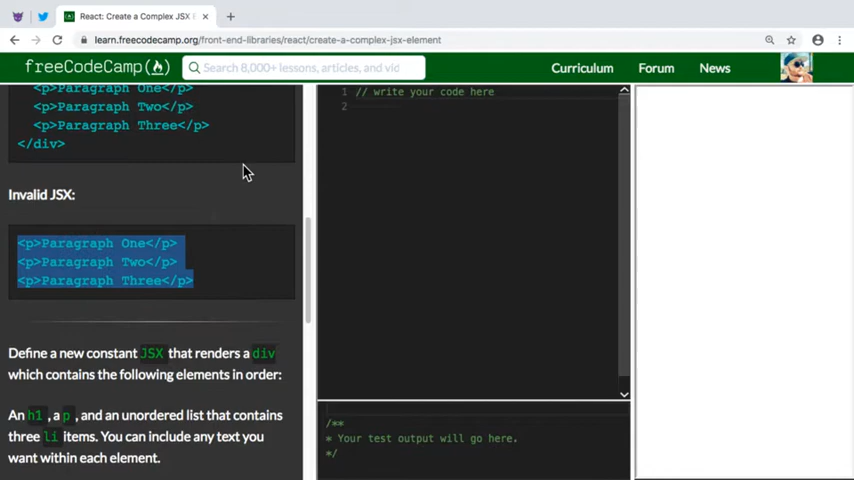 React: Create a Complex JSX E
learn.freecodecamp.org/front-end-libraries/react/create-a-complex-jsx-element
freeCodeCamp
Search 8,000+ lessons, articles, and vid
Curriculum
Forum
News
<p>Paragraph One</p>
<p>Paragraph Two</p>
<p>Paragraph Three</p>
</div>
Invalid JSX:
<p>Paragraph One</p>
<p>Paragraph Two</p>
<p>Paragraph Three</p>
Define a new constant JSX that renders a div
which contains the following elements in order:
An h1 , a p , and an unordered list that contains
three li items. You can include any text you
want within each element.
1 // write your code here
2
/**
* Your test output will go here.
*/